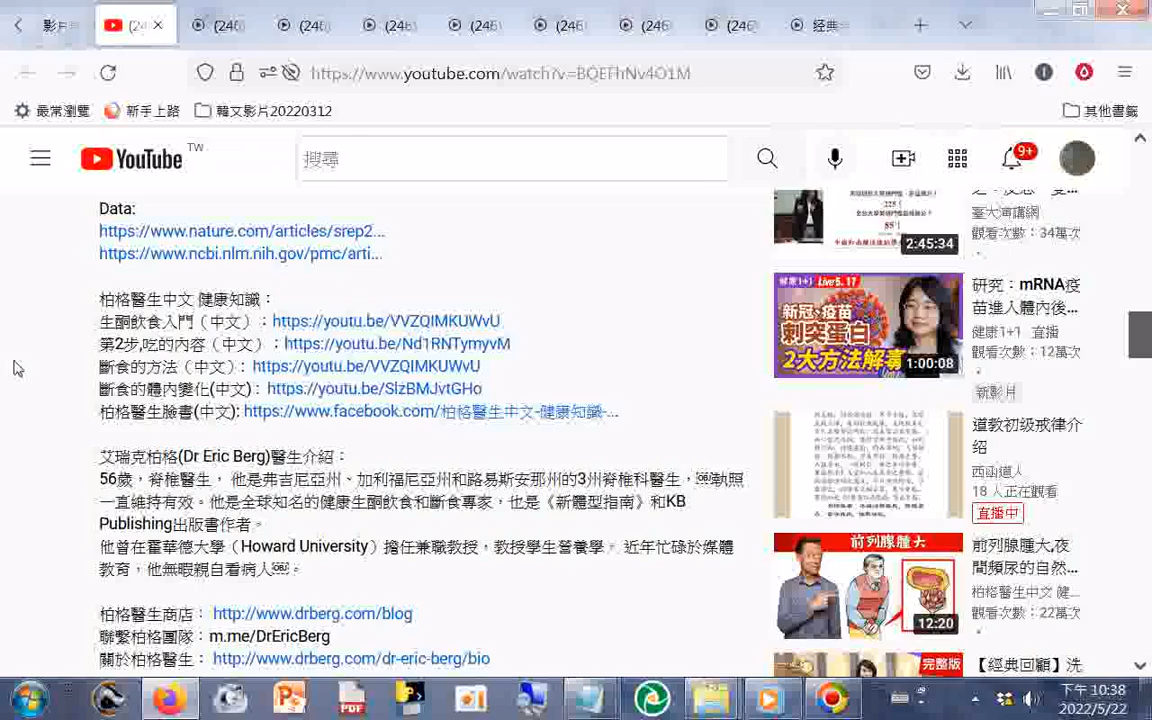 影片
(24
(246
(246
(246
(246
(246
(246
(246
经典
https://www.youtube.com/watch?v=BQEFhNv4O1M
最常瀏覽
新手上路
韓文影片20220312
其他書籤
YouTube TW
搜尋
9+
Data:
https://www.nature.com/articles/srep2...
https://www.ncbi.nlm.nih.gov/pmc/arti...
柏格醫生中文 健康知識：
生酮飲食入門（中文）：https://youtu.be/VVZQIMKUWvU
第2步,吃的內容（中文）：https://youtu.be/Nd1RNTymyvM
斷食的方法（中文）：https://youtu.be/VVZQIMKUWvU
斷食的體內變化(中文)：https://youtu.be/SlzBMJvtGHo
柏格醫生臉書(中文): https://www.facebook.com/柏格醫生中文-健康知識-...
艾瑞克柏格(Dr Eric Berg)醫生介紹：
56歲，脊椎醫生， 他是弗吉尼亞州、加利福尼亞州和路易斯安那州的3州脊椎科醫生，￼執照
一直維持有效。他是全球知名的健康生酮飲食和斷食專家，也是《新體型指南》和KB
Publishing出版書作者。
他曾在霍華德大學（Howard University）擔任兼職教授，教授學生營養學。 近年忙碌於媒體
教育，他無暇親自看病人￼。
柏格醫生商店： http://www.drberg.com/blog
聯繫柏格團隊：m.me/DrEricBerg
關於柏格醫生： http://www.drberg.com/dr-eric-berg/bio
2:45:34
臺大演講網
觀看次數：34萬次
解康1+1 Live5.17
新冠、疫苗
刺突蛋白
2大方法解毒
1:00:08
研究：mRNA疫
苗進人體內後...
健康1+1 直播
觀看次數：12萬次
新影片
道教初级戒律介
绍
西函道人
18 人正在觀看
直播中
前列腺腫大
12:20
前列腺腫大,夜
間頻尿的自然...
柏格醫生中文 健...
觀看次數：22萬次
完整版
【經典回顧】洗
下午 10:38
2022/5/22